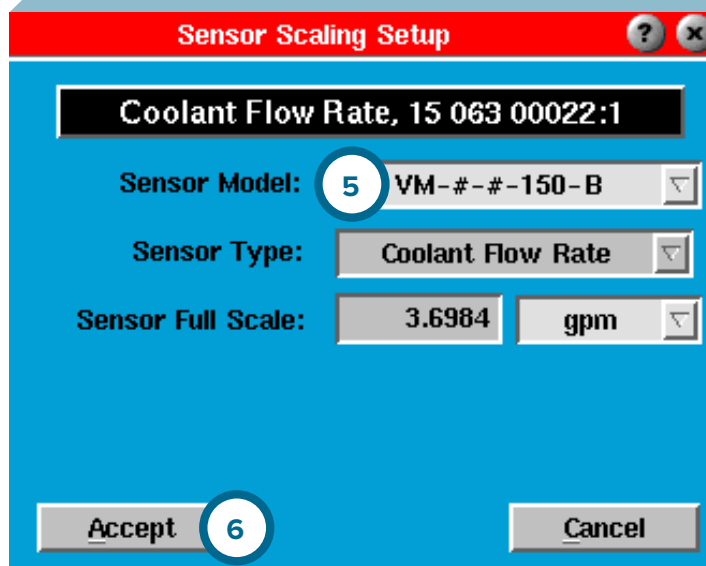 Sensor Scaling Setup ? x
Coolant Flow Rate, 15 063 00022:1
Sensor Model: 5 VM-#-#-150-B
Sensor Type: Coolant Flow Rate
Sensor Full Scale: 3.6984 gpm
Accept 6 Cancel